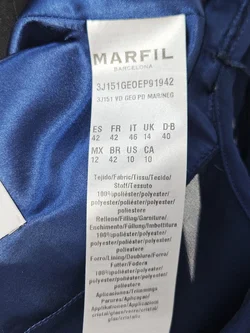 MARFIL
BARCELONA
3J151GEOEP91942
3J151 VD GEO PD MARINEG
ES FR IT UK D·B
42 42 46 14 40
MX BR US CA
12 42 10 10
Tejido/Fabric/Tissu/Tecido/
Stoff/Tessuto
100%poliéster/polyester/
polyester/poliéster/polyester/
poliestere
Relleno/Filling/Garniture/
Enchimento/Füllung/Imbottitura
100%poliéster/polyester/
polyester/poliéster/polyester/
poliestere
Forro/Lining/Doublure/Forro/
Futter/Fodera
100%poliéster/polyester/
polyester/poliéster/polyester/
poliestere
Aplicaciones/Trimmings